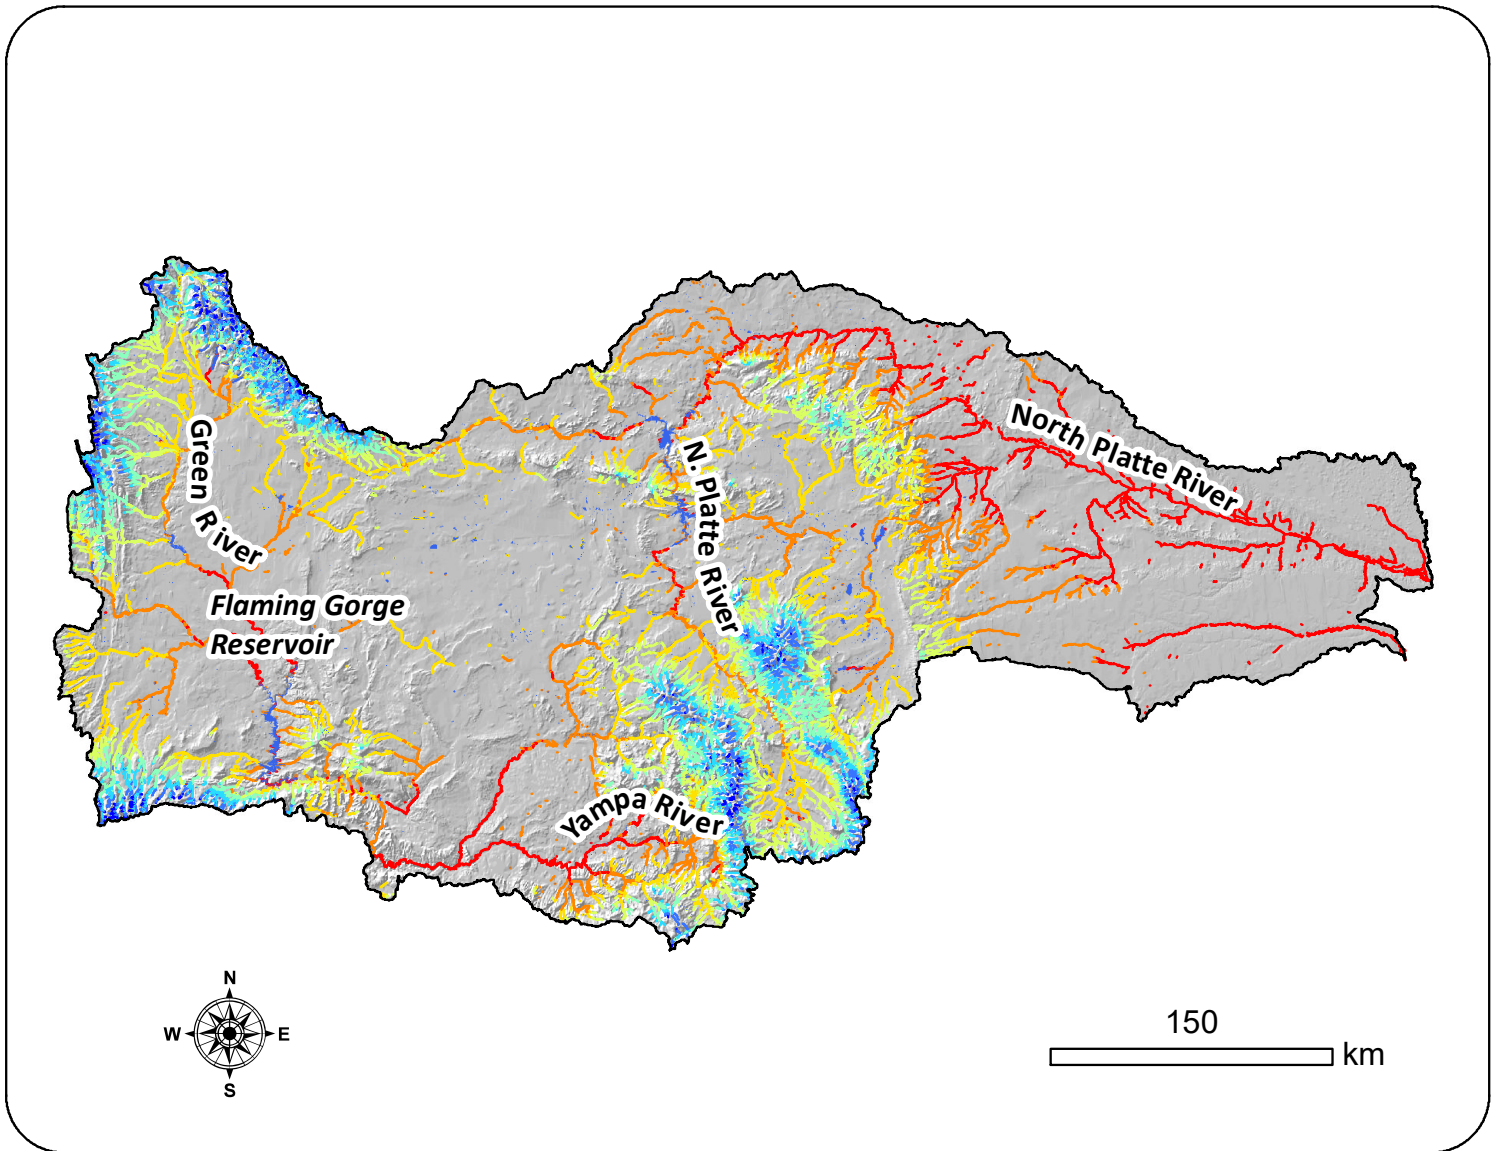 North Platte River
Green River
N. Platte River
Flaming Gorge
Reservoir
Yampa River
N
W
E
S
150
km